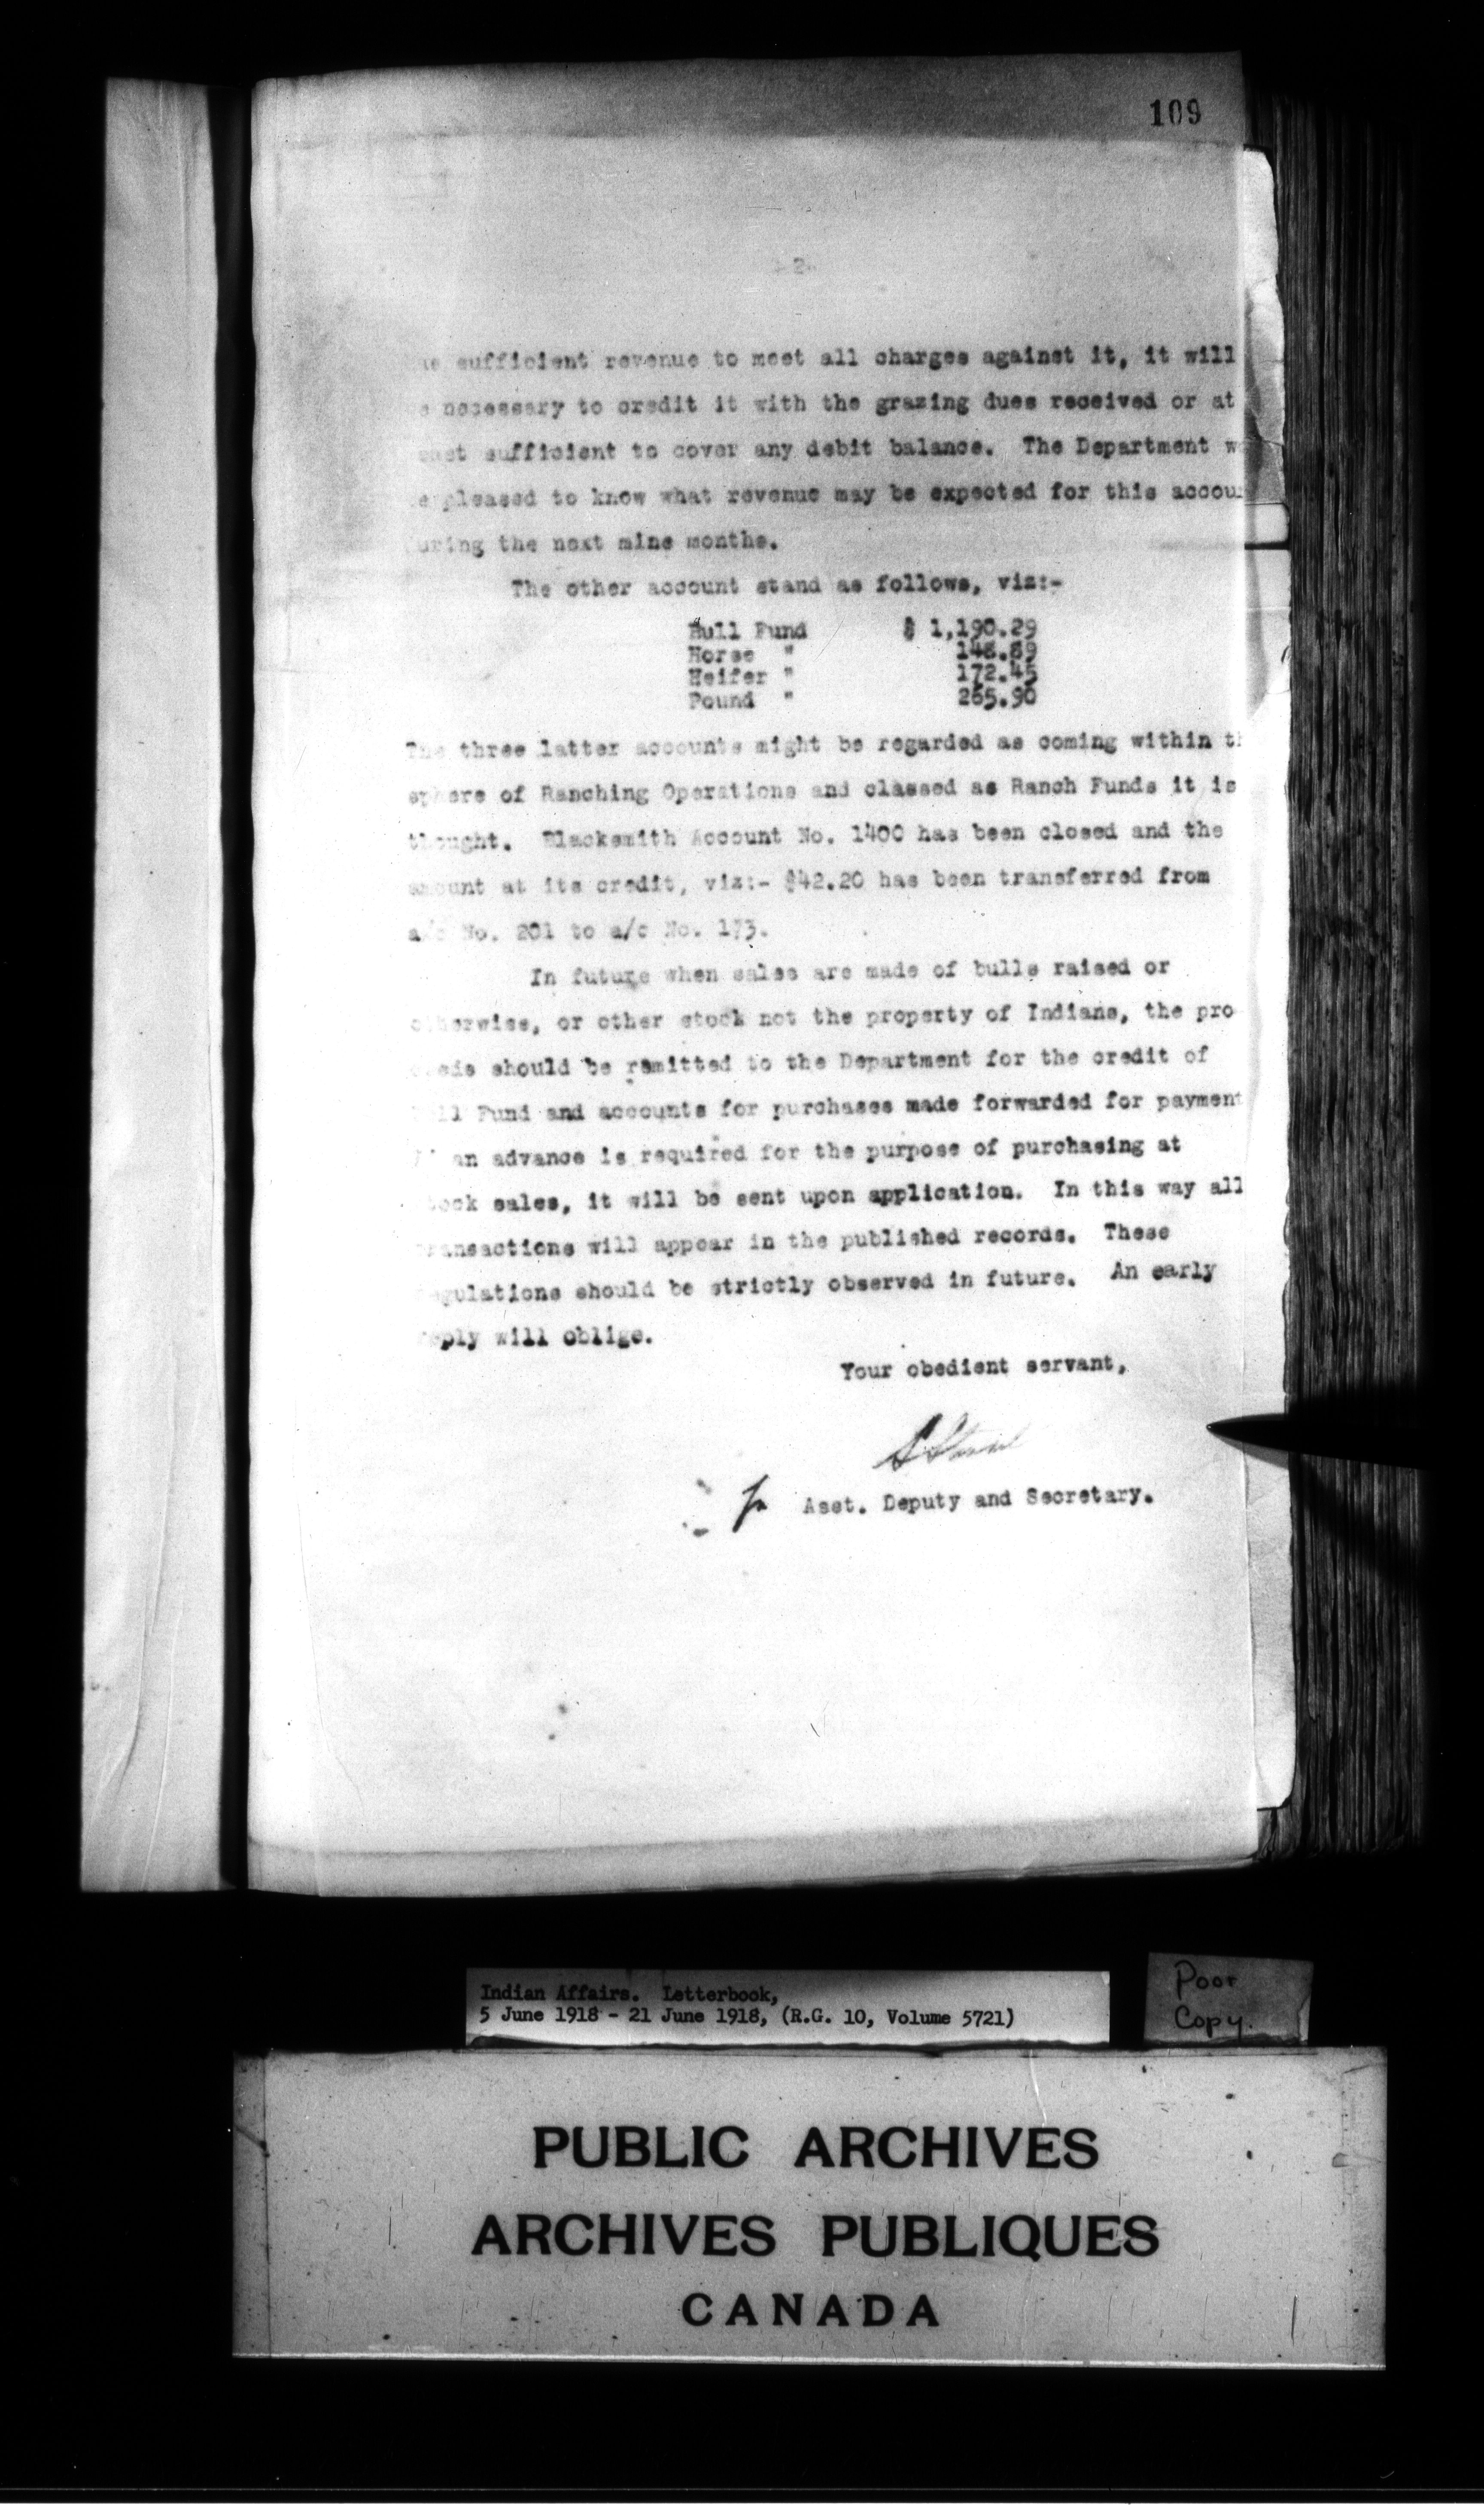 109
- 2 -
sufficient revenue to meet all charges against it, it will
necessary to credit it with the grazing dues received or at
sufficient to cover any debit balance. The Department
pleased to know what revenue may be expected for this accoun
uring the next mine months.
The other account stand as follows, viz:-
Bull Fund $ 1,190.29
Horse " 148.89
Heifer " 172.45
Pound " 265.90
The three latter accounts might be regarded as coming within th
sphere of Ranching Operations and classed as Ranch Funds it is
thought. Blacksmith Account No. 1400 has been closed and the
amount at its credit, viz:- $42.20 has been transferred from
a/c No. 201 to a/c No. 173.
In future when sales are made of bulls raised or
otherwise, or other stock not the property of Indians, the pro
should be remitted to the Department for the credit of
ll Fund and accounts for purchases made forwarded for payment
an advance is required for the purpose of purchasing at
ock sales, it will be sent upon application. In this way all
ransactions will appear in the published records. These
gulations should be strictly observed in future. An early
eply will oblige.
Your obedient servant,
Asst. Deputy and Secretary.
Indian Affairs. Letterbook,
5 June 1918 - 21 June 1918, (R.G. 10, Volume 5721)
Poor
Copy.
PUBLIC ARCHIVES
ARCHIVES PUBLIQUES
CANADA